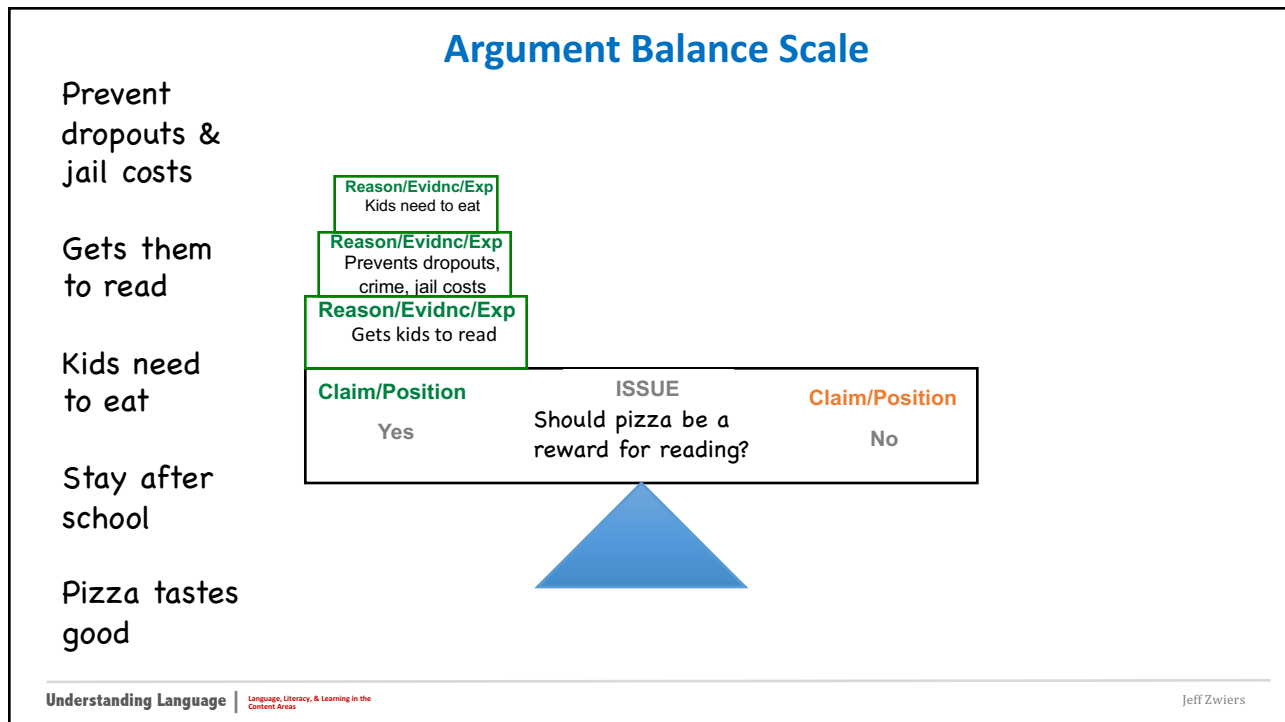 Argument Balance Scale
Prevent
dropouts &
jail costs
Gets them
to read
Kids need
to eat
Stay after
school
Pizza tastes
good
Reason/Evidnc/Exp
Kids need to eat
Reason/Evidnc/Exp
Prevents dropouts,
crime, jail costs
Reason/Evidnc/Exp
Gets kids to read
Claim/Position
Yes
ISSUE
Should pizza be a
reward for reading?
Claim/Position
No
Understanding Language
Language, Literacy, & Learning in the
Content Areas
Jeff Zwiers